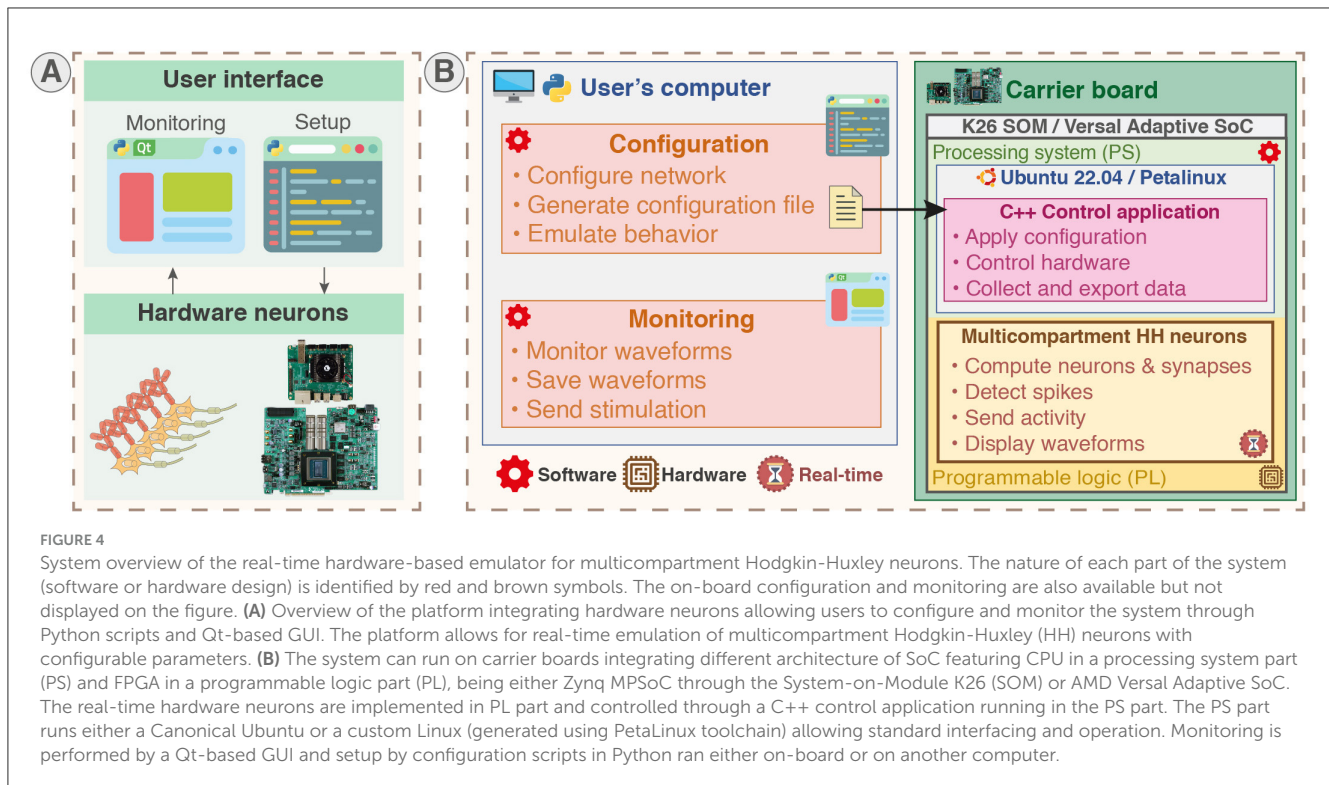 A
User interface
Monitoring
Setup
Qt
Hardware neurons
B
User's computer
Configuration
• Configure network
• Generate configuration file
• Emulate behavior
Qt
Monitoring
• Monitor waveforms
• Save waveforms
• Send stimulation
Software
Hardware
Real-time
Carrier board
K26 SOM / Versal Adaptive SoC
Processing system (PS)
Ubuntu 22.04 / Petalinux
C++ Control application
• Apply configuration
• Control hardware
• Collect and export data
Multicompartment HH neurons
• Compute neurons & synapses
• Detect spikes
• Send activity
• Display waveforms
Programmable logic (PL)
FIGURE 4
System overview of the real-time hardware-based emulator for multicompartment Hodgkin-Huxley neurons. The nature of each part of the system
(software or hardware design) is identified by red and brown symbols. The on-board configuration and monitoring are also available but not
displayed on the figure. (A) Overview of the platform integrating hardware neurons allowing users to configure and monitor the system through
Python scripts and Qt-based GUI. The platform allows for real-time emulation of multicompartment Hodgkin-Huxley (HH) neurons with
configurable parameters. (B) The system can run on carrier boards integrating different architecture of SoC featuring CPU in a processing system part
(PS) and FPGA in a programmable logic part (PL), being either Zynq MPSoC through the System-on-Module K26 (SOM) or AMD Versal Adaptive SoC.
The real-time hardware neurons are implemented in PL part and controlled through a C++ control application running in the PS part. The PS part
runs either a Canonical Ubuntu or a custom Linux (generated using PetaLinux toolchain) allowing standard interfacing and operation. Monitoring is
performed by a Qt-based GUI and setup by configuration scripts in Python ran either on-board or on another computer.